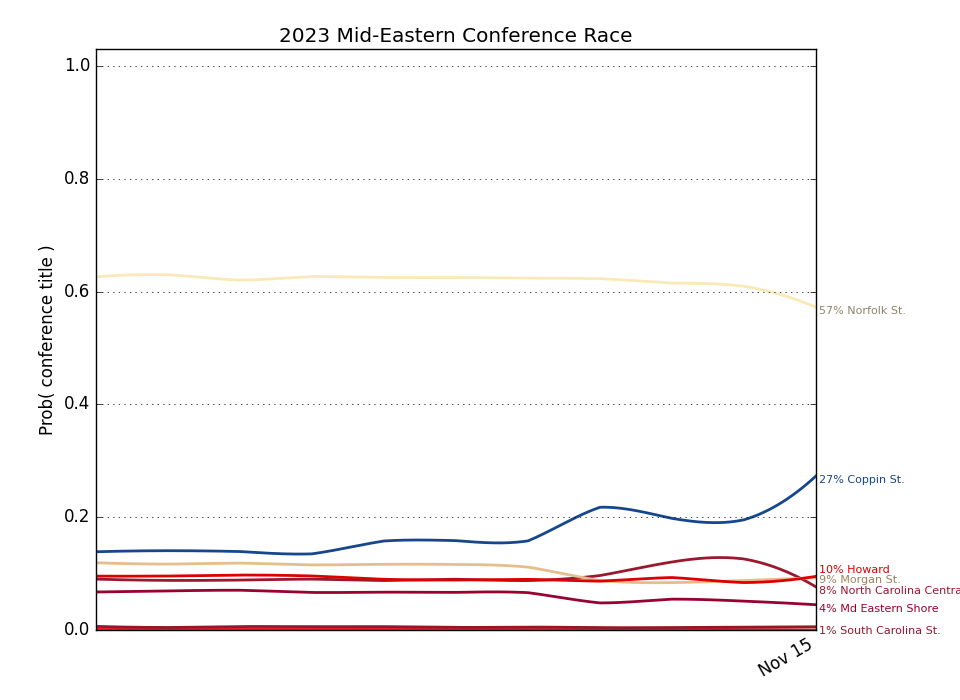 2023 Mid-Eastern Conference Race
Prob( conference title )
1.0
0.8
0.6
0.4
0.2
0.0
57% Norfolk St.
27% Coppin St.
10% Howard
9% Morgan St.
8% North Carolina Centra
4% Md Eastern Shore
1% South Carolina St.
Nov 15